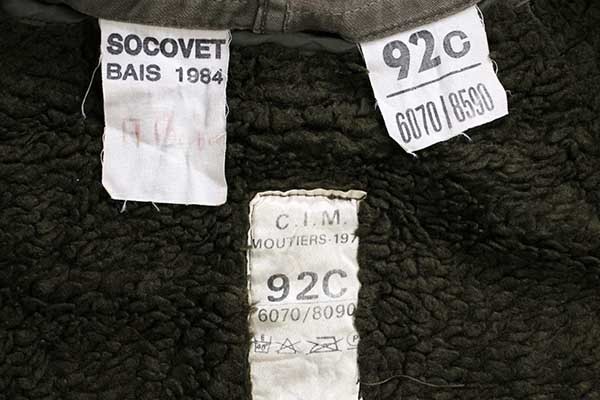 SOCOVET
BAIS 1984
92C
6070/8590
C.I.M.
MOUTIERS-197
92C
6070/8090